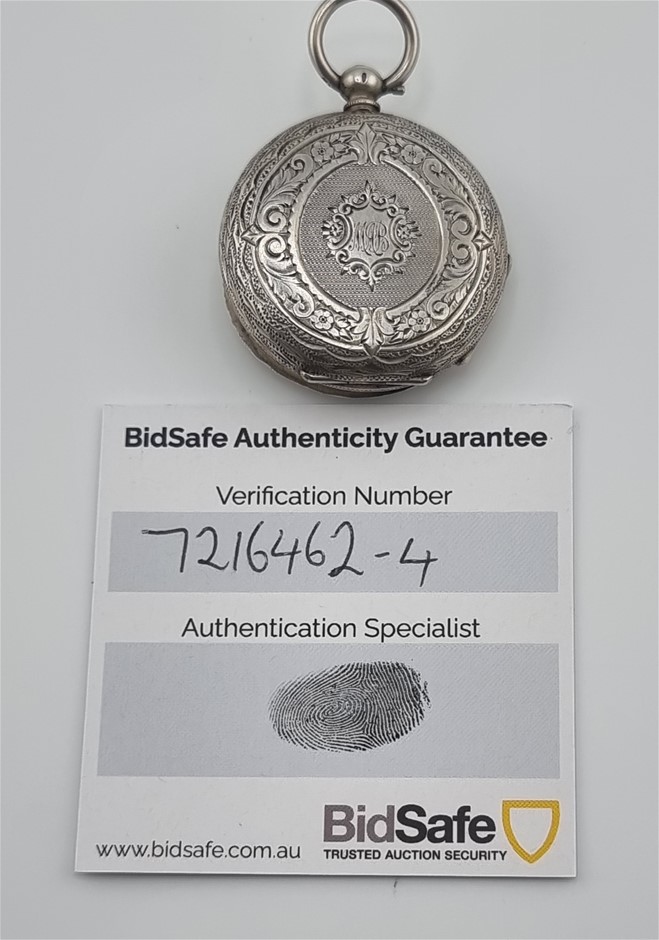 BidSafe Authenticity Guarantee
Verification Number
7216462-4
Authentication Specialist
BidSafe
www.bidsafe.com.au
TRUSTED AUCTION SECURITY